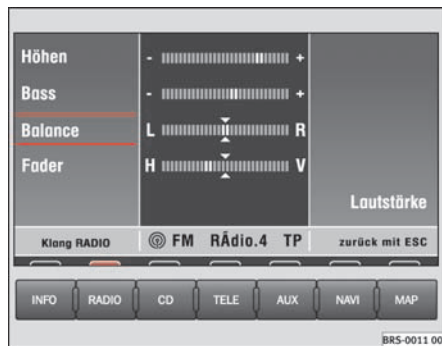 Höhen - +
Bass - +
Balance L R
Fader H V
Lautstärke
Klang RADIO FM RÄdio.4 TP zurück mit ESC
INFO RADIO CD TELE AUX NAVI MAP
BRS-0011 00